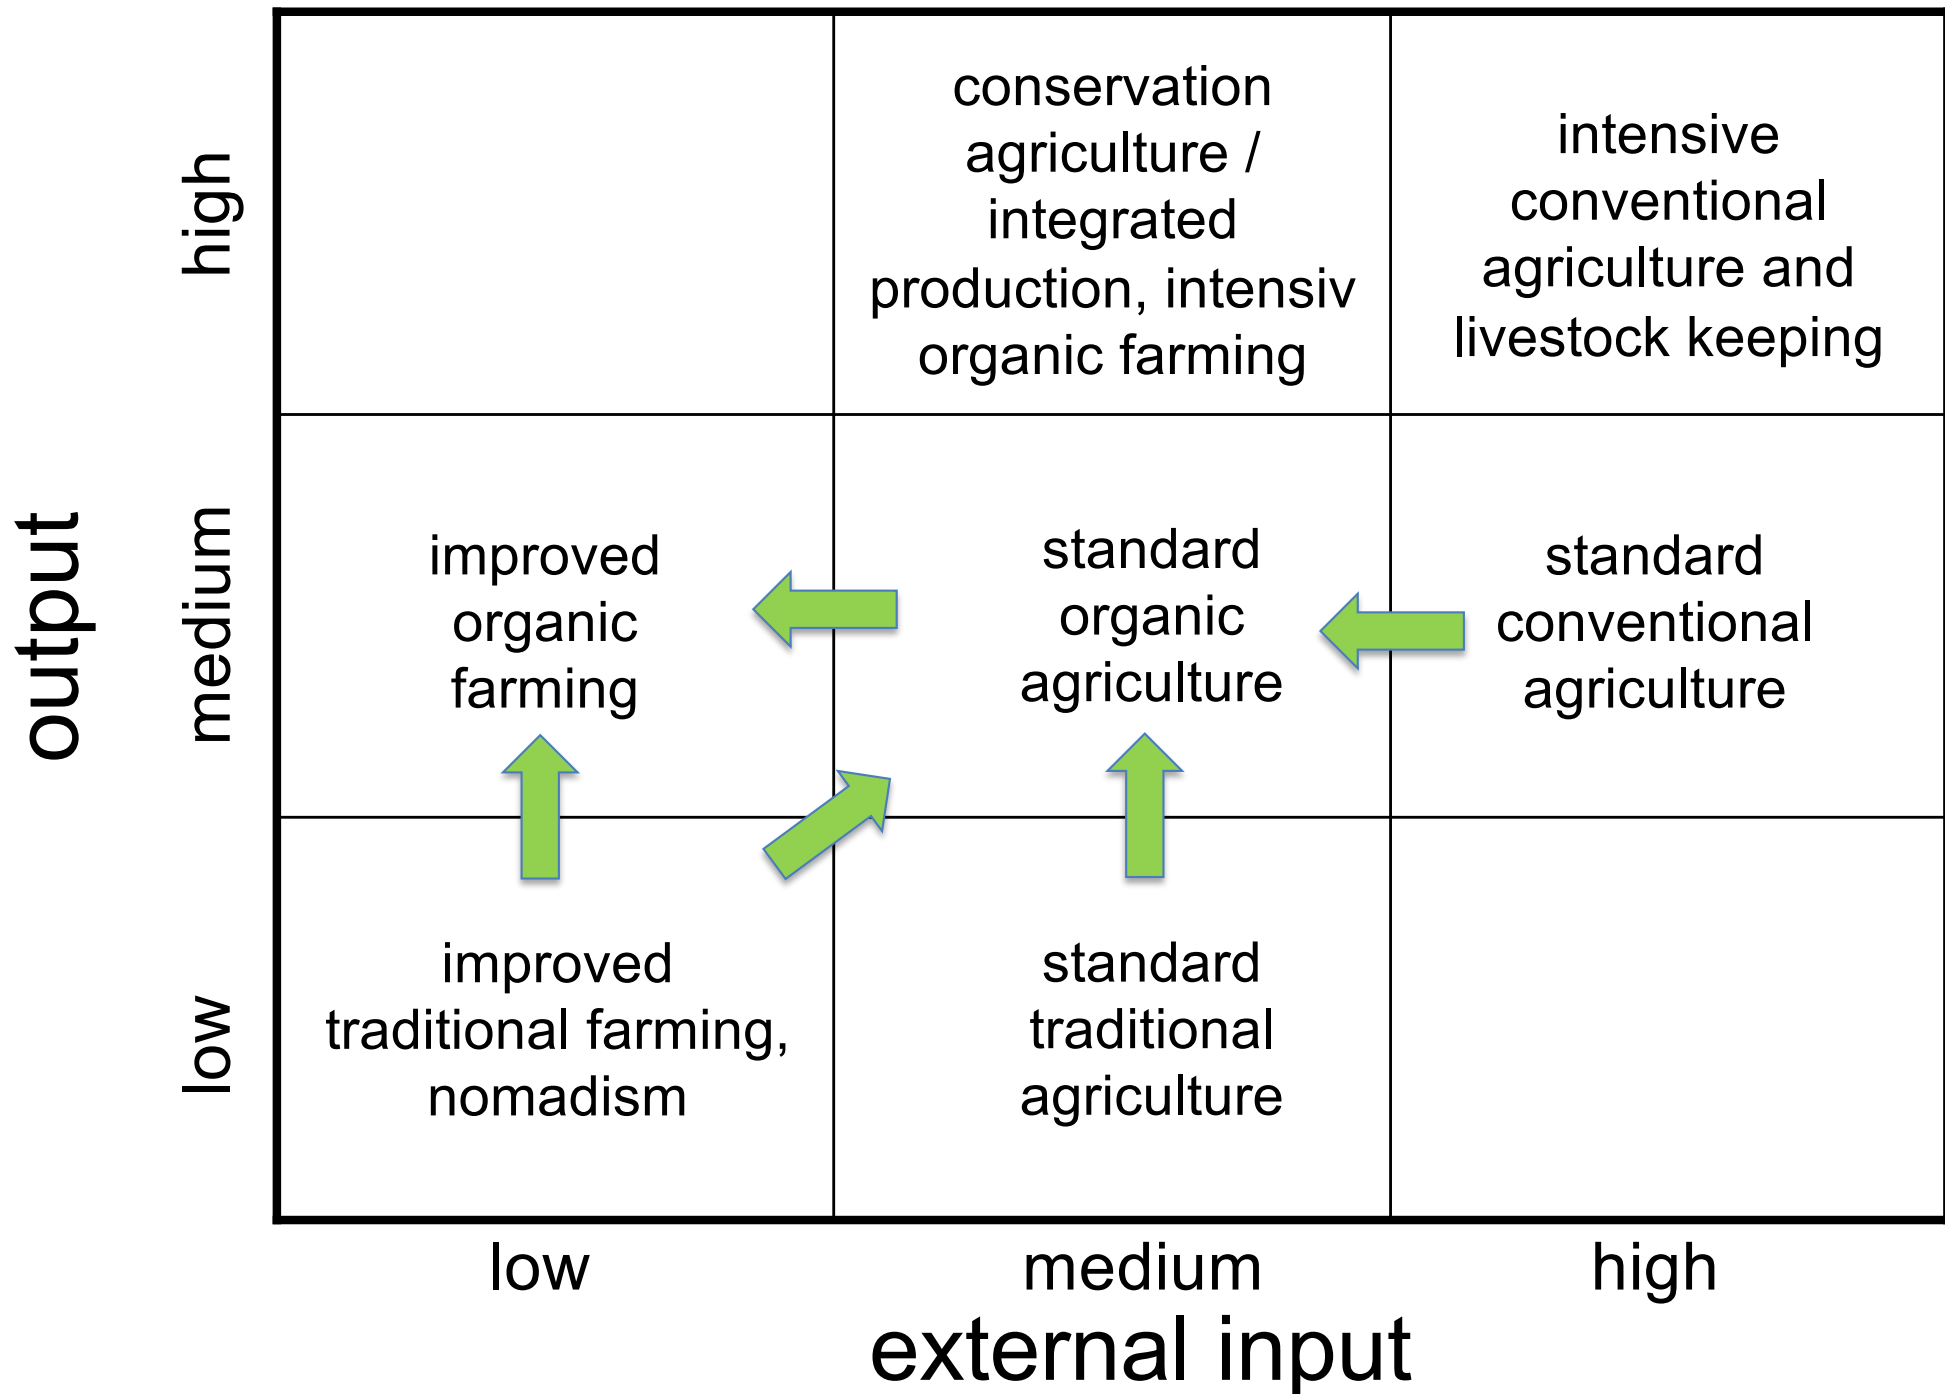 output
high
conservation
agriculture /
integrated
production, intensiv
organic farming
intensive
conventional
agriculture and
livestock keeping
medium
improved
organic
farming
standard
organic
agriculture
standard
conventional
agriculture
low
improved
traditional farming,
nomadism
standard
traditional
agriculture
low
medium
high
external input